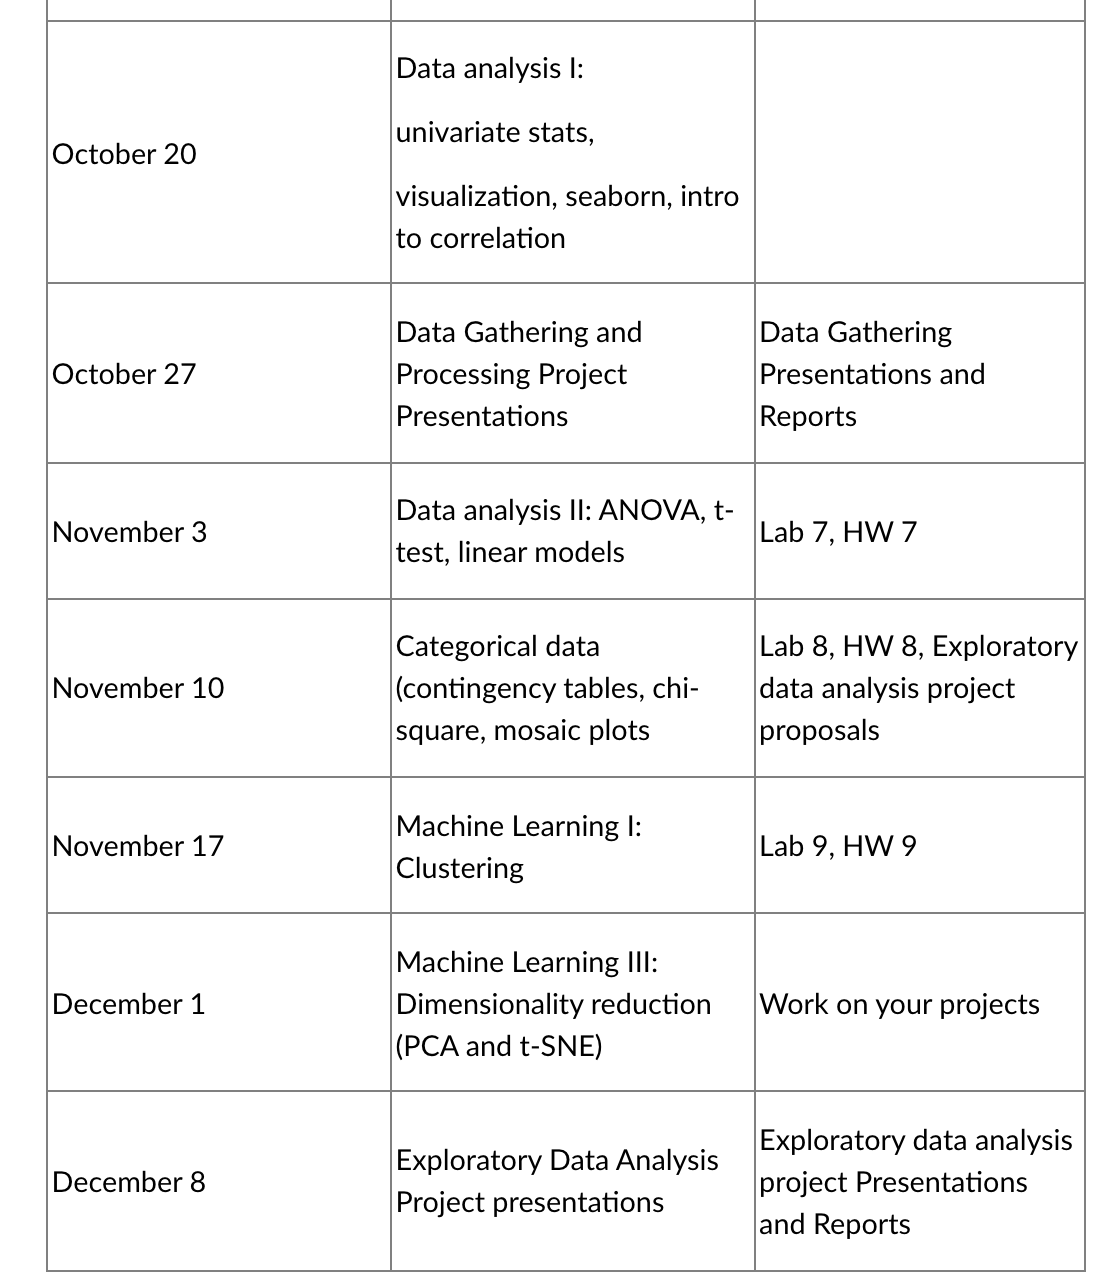 October 20
Data analysis I:
univariate stats,
visualization, seaborn, intro
to correlation
October 27
Data Gathering and
Processing Project
Presentations
Data Gathering
Presentations and
Reports
November 3
Data analysis II: ANOVA, t-
test, linear models
Lab 7, HW 7
November 10
Categorical data
(contingency tables, chi-
square, mosaic plots
Lab 8, HW 8, Exploratory
data analysis project
proposals
November 17
Machine Learning I:
Clustering
Lab 9, HW 9
December 1
Machine Learning III:
Dimensionality reduction
(PCA and t-SNE)
Work on your projects
December 8
Exploratory Data Analysis
Project presentations
Exploratory data analysis
project Presentations
and Reports